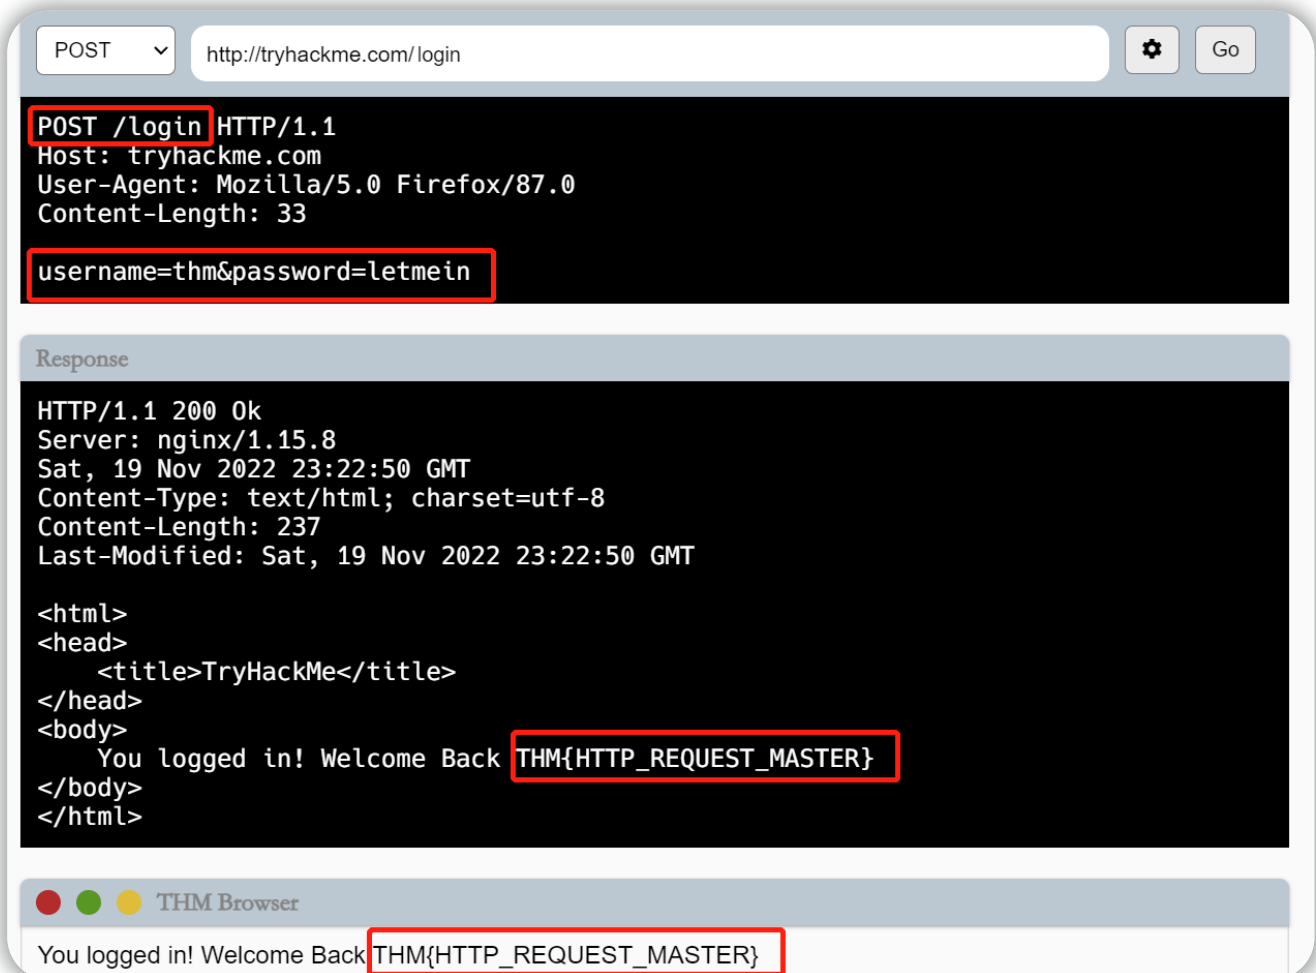 POST
http://tryhackme.com/login
Go
POST /login HTTP/1.1
Host: tryhackme.com
User-Agent: Mozilla/5.0 Firefox/87.0
Content-Length: 33
username=thm&password=letmein
Response
HTTP/1.1 200 Ok
Server: nginx/1.15.8
Sat, 19 Nov 2022 23:22:50 GMT
Content-Type: text/html; charset=utf-8
Content-Length: 237
Last-Modified: Sat, 19 Nov 2022 23:22:50 GMT
<html>
<head>
    <title>TryHackMe</title>
</head>
<body>
    You logged in! Welcome Back THM{HTTP_REQUEST_MASTER}
</body>
</html>
THM Browser
You logged in! Welcome Back THM{HTTP_REQUEST_MASTER}